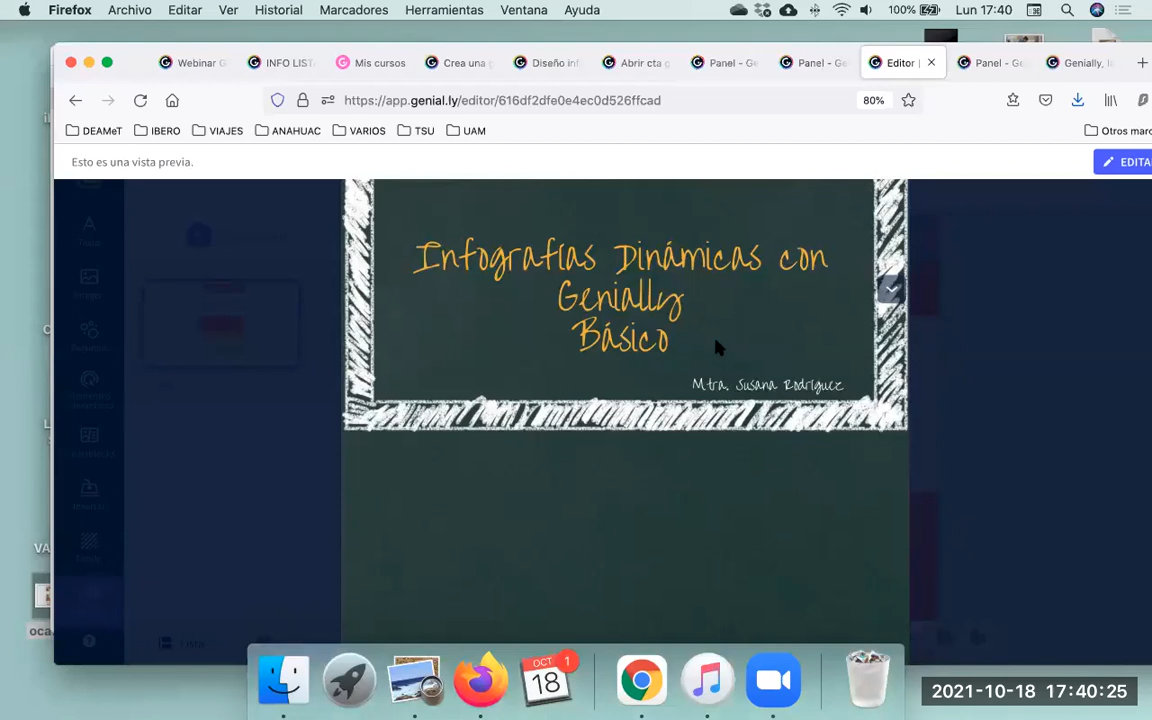 Firefox Archivo Editar Ver Historial Marcadores Herramientas Ventana Ayuda 100% Lun 17:40
Webinar G INFO LIST Mis cursos Crea una g Diseño inf Abrir cta g Panel - Ge Panel - Ge Editor | Panel - Ge Genially, l
https://app.genial.ly/editor/616df2dfe0e4ec0d526ffcad 80%
DEAMeT IBERO VIAJES ANAHUAC VARIOS TSU UAM Otros marc
Esto es una vista previa. EDITA
Infografías Dinámicas con
Genially
Básico
Mtra. Susana Rodríguez
VA
oca
OCT 1
18
2021-10-18 17:40:25